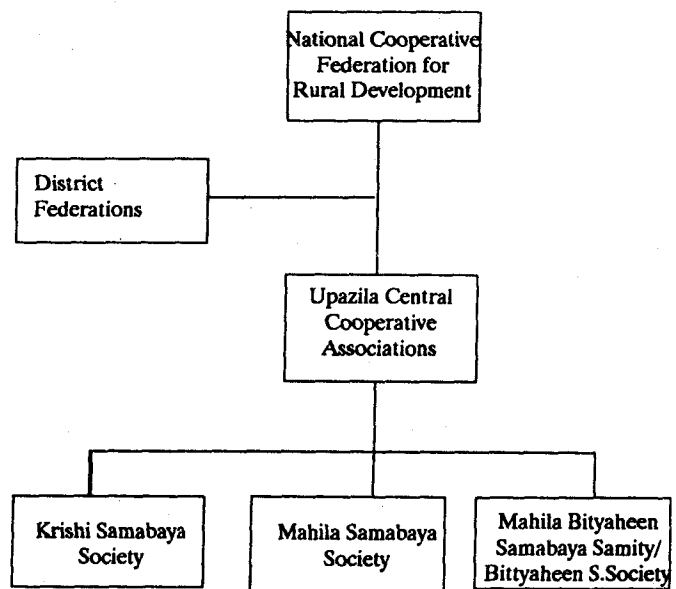 National Cooperative
Federation for
Rural Development
District
Federations
Upazila Central
Cooperative
Associations
Krishi Samabaya
Society
Mahila Samabaya
Society
Mahila Bityaheen
Samabaya Samity/
Bittyaheen S.Society